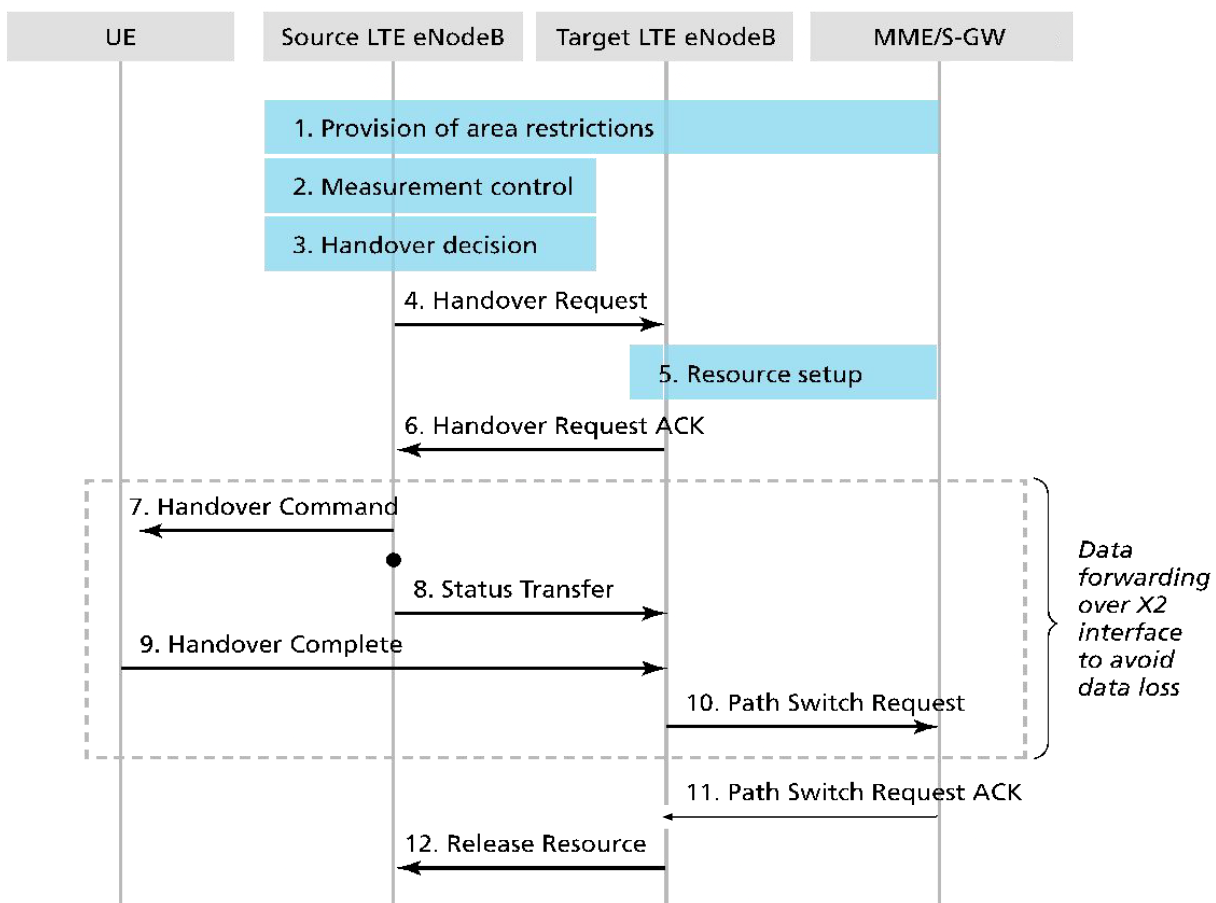 UE
Source LTE eNodeB
Target LTE eNodeB
MME/S-GW
1. Provision of area restrictions
2. Measurement control
3. Handover decision
4. Handover Request
5. Resource setup
6. Handover Request ACK
7. Handover Command
8. Status Transfer
9. Handover Complete
10. Path Switch Request
Data
forwarding
over X2
interface
to avoid
data loss
11. Path Switch Request ACK
12. Release Resource